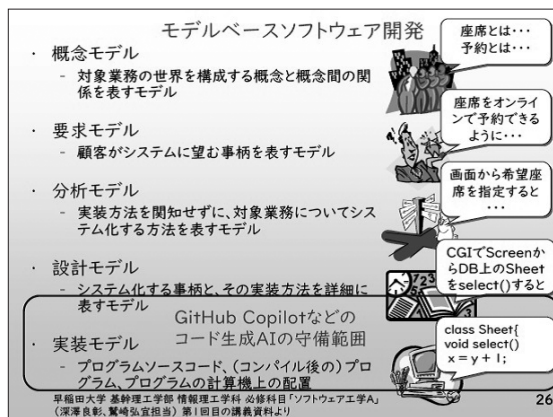 モデルベースソフトウェア開発
・ 概念モデル
- 対象業務の世界を構成する概念と概念間の関
係を表すモデル
座席とは・・・
予約とは・・・
・ 要求モデル
- 顧客がシステムに望む事柄を表すモデル
座席をオンライ
ンで予約できる
ように・・・
・ 分析モデル
- 実装方法を関知せずに、対象業務についてシス
テム化する方法を表すモデル
画面から希望座
席を指定すると
・・・
・ 設計モデル
- システム化する事柄と、その実装方法を詳細に
表すモデル
CGIでScreenか
らDB上のSheet
をselect()すると
GitHub Copilotなどの
コード生成AIの守備範囲
・ 実装モデル
- プログラムソースコード、(コンパイル後の)プロ
グラム、プログラムの計算機上の配置
class Sheet{
void select()
x = y + 1;
早稲田大学 基幹理工学部 情報理工学科 必修科目「ソフトウェア工学A」
(深澤良彰、鷲崎弘宜担当) 第1回目の講義資料より
26